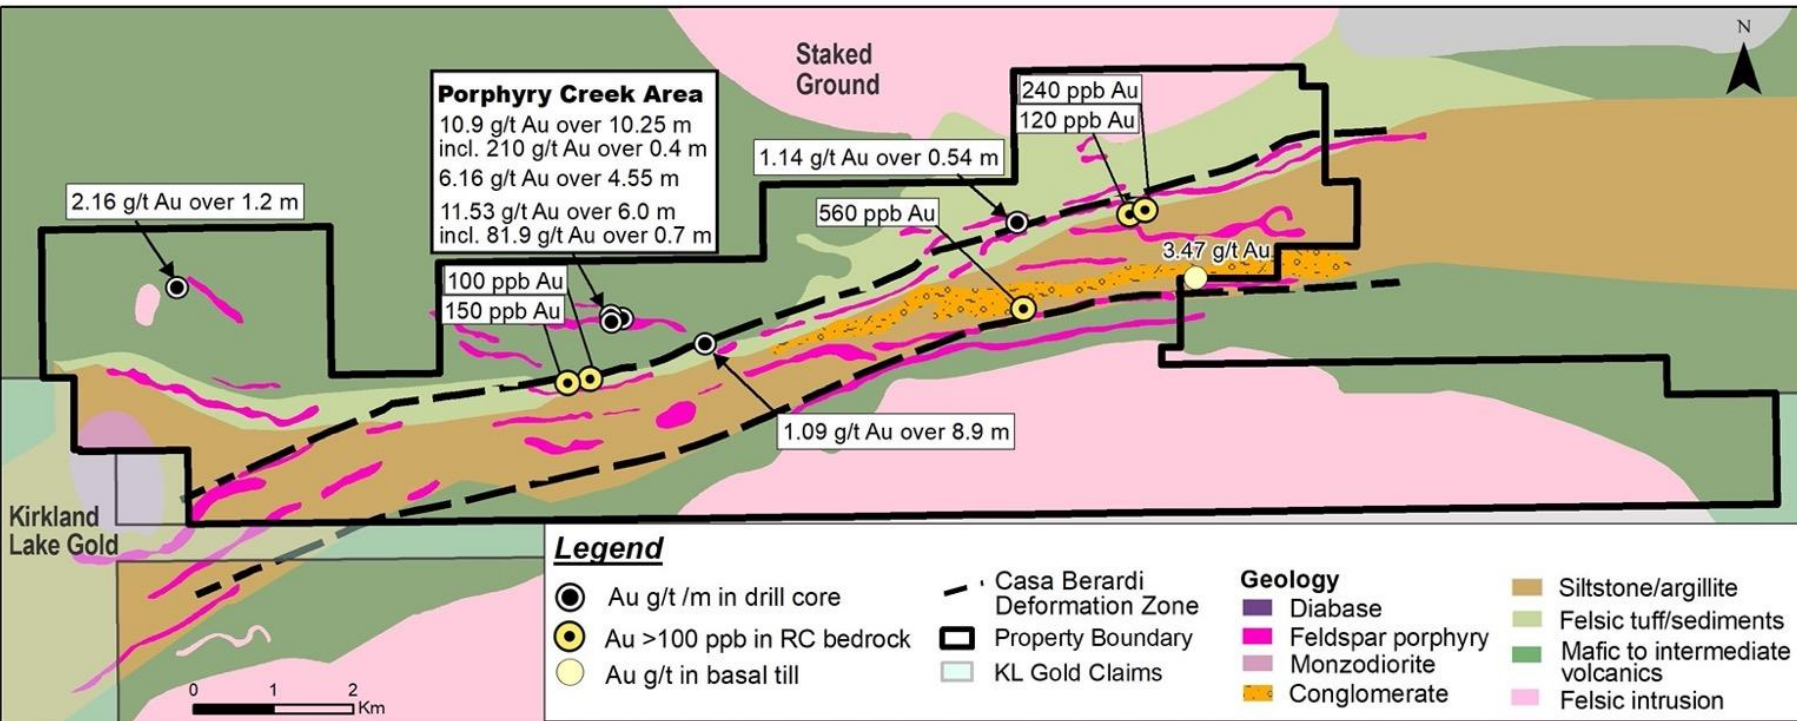 N
Staked
Ground
Porphyry Creek Area
10.9 g/t Au over 10.25 m
incl. 210 g/t Au over 0.4 m
6.16 g/t Au over 4.55 m
11.53 g/t Au over 6.0 m
incl. 81.9 g/t Au over 0.7 m
240 ppb Au
120 ppb Au
1.14 g/t Au over 0.54 m
2.16 g/t Au over 1.2 m
560 ppb Au
3.47 g/t Au
100 ppb Au
150 ppb Au
1.09 g/t Au over 8.9 m
Kirkland
Lake Gold
0 1 2
Km
Legend
Au g/t /m in drill core
Au >100 ppb in RC bedrock
Au g/t in basal till
Casa Berardi
Deformation Zone
Property Boundary
KL Gold Claims
Geology
Diabase
Feldspar porphyry
Monzodiorite
Conglomerate
Siltstone/argillite
Felsic tuff/sediments
Mafic to intermediate
volcanics
Felsic intrusion